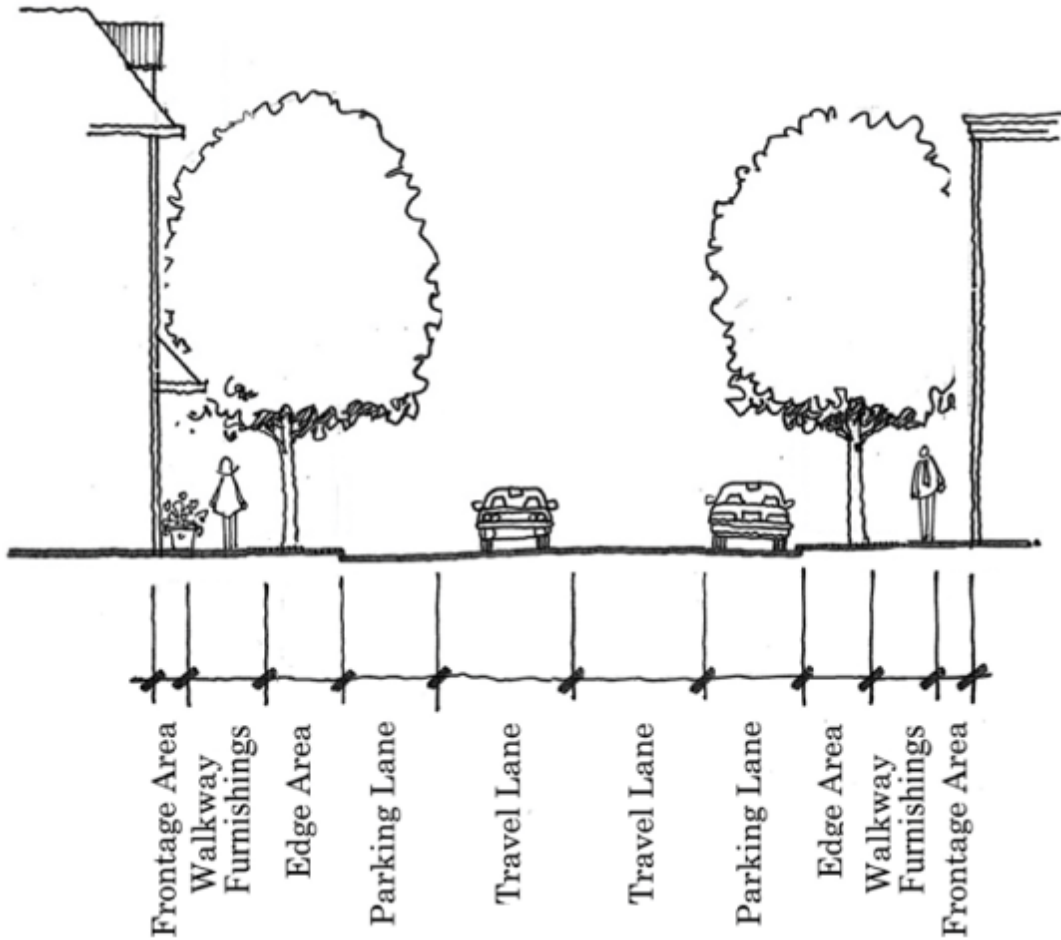 Frontage Area
Walkway
Furnishings
Edge Area
Parking Lane
Travel Lane
Travel Lane
Parking Lane
Edge Area
Walkway
Furnishings
Frontage Area